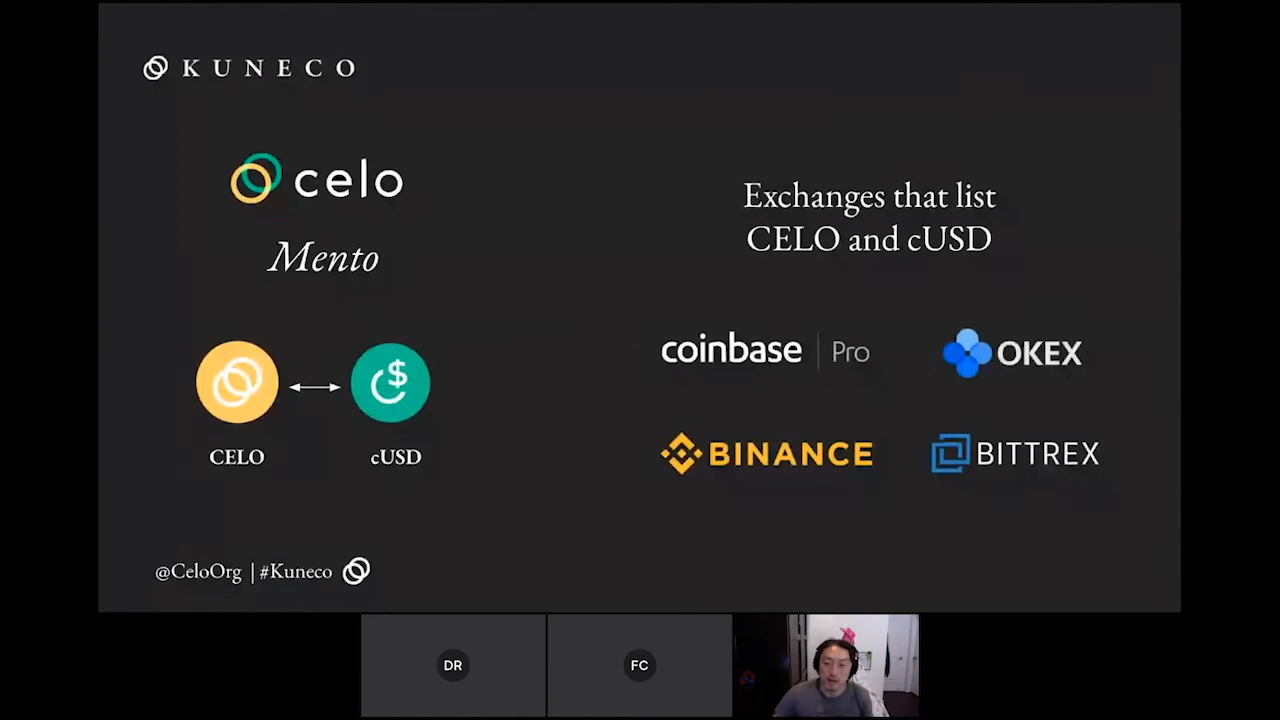 KUNECO
celo
Mento
CELO
cUSD
Exchanges that list
CELO and cUSD
coinbase | Pro
OKEX
BINANCE
BITTREX
@CeloOrg | #Kuneco
DR
FC